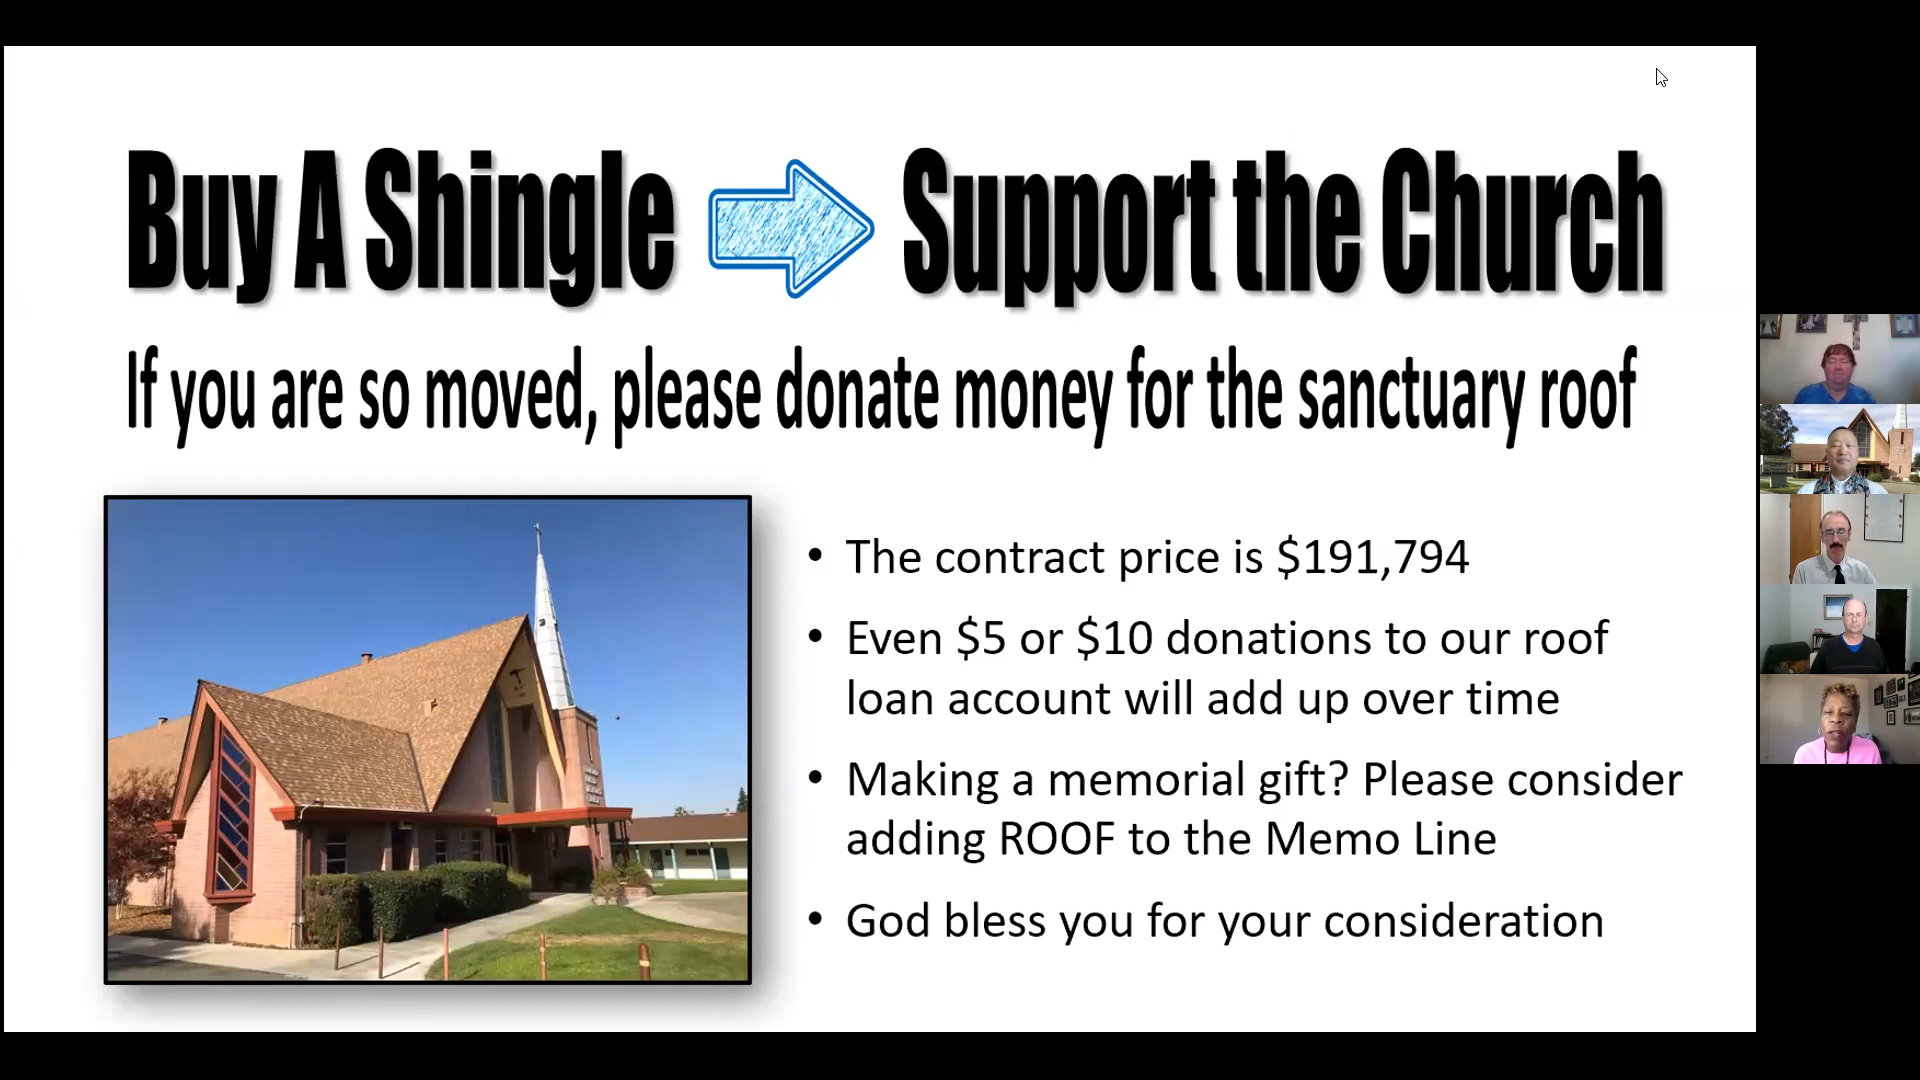 Buy A Shingle Support the Church
If you are so moved, please donate money for the sanctuary roof
• The contract price is $191,794
• Even $5 or $10 donations to our roof
loan account will add up over time
• Making a memorial gift? Please consider
adding ROOF to the Memo Line
• God bless you for your consideration